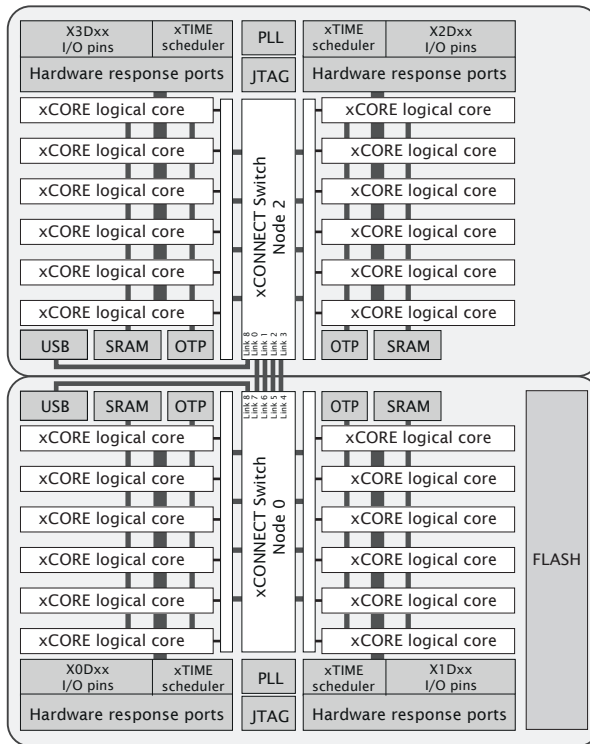 X3Dxx
I/O pins
xTIME
scheduler
PLL
xTIME
scheduler
X2Dxx
I/O pins
Hardware response ports
JTAG
Hardware response ports
xCORE logical core
xCORE logical core
xCORE logical core
xCORE logical core
xCORE logical core
xCORE logical core
xCONNECT Switch
Node 2
xCORE logical core
xCORE logical core
xCORE logical core
xCORE logical core
xCORE logical core
xCORE logical core
USB
SRAM
OTP
Link 8
Link 0
Link 1
Link 2
Link 3
OTP
SRAM
USB
SRAM
OTP
Link 8
Link 7
Link 6
Link 5
Link 4
OTP
SRAM
xCORE logical core
xCORE logical core
xCORE logical core
xCORE logical core
xCORE logical core
xCORE logical core
xCONNECT Switch
Node 0
xCORE logical core
xCORE logical core
xCORE logical core
xCORE logical core
xCORE logical core
xCORE logical core
FLASH
X0Dxx
I/O pins
xTIME
scheduler
PLL
xTIME
scheduler
X1Dxx
I/O pins
Hardware response ports
JTAG
Hardware response ports